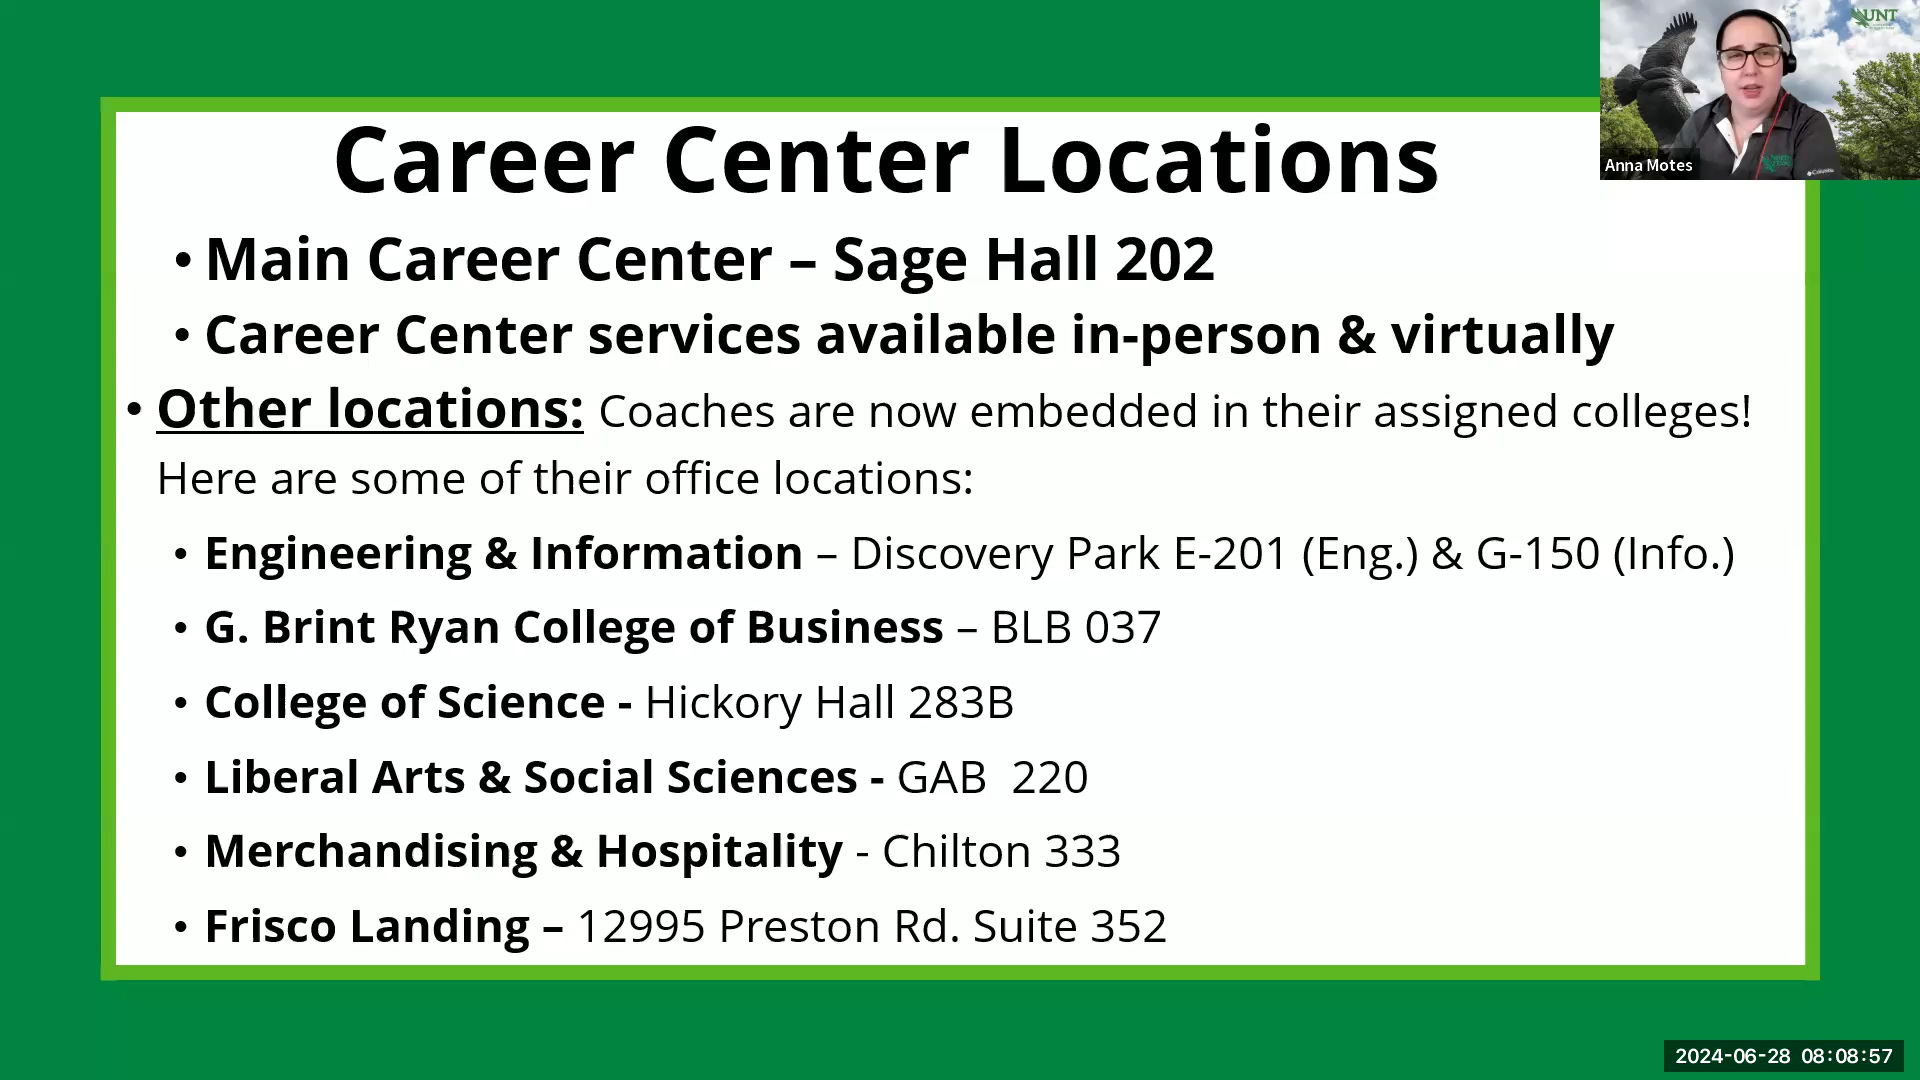 UNT
Anna Motes
Columbia
Career Center Locations
• Main Career Center – Sage Hall 202
• Career Center services available in-person & virtually
• Other locations: Coaches are now embedded in their assigned colleges!
Here are some of their office locations:
• Engineering & Information – Discovery Park E-201 (Eng.) & G-150 (Info.)
• G. Brint Ryan College of Business – BLB 037
• College of Science - Hickory Hall 283B
• Liberal Arts & Social Sciences - GAB  220
• Merchandising & Hospitality - Chilton 333
• Frisco Landing – 12995 Preston Rd. Suite 352
2024-06-28 08:08:57